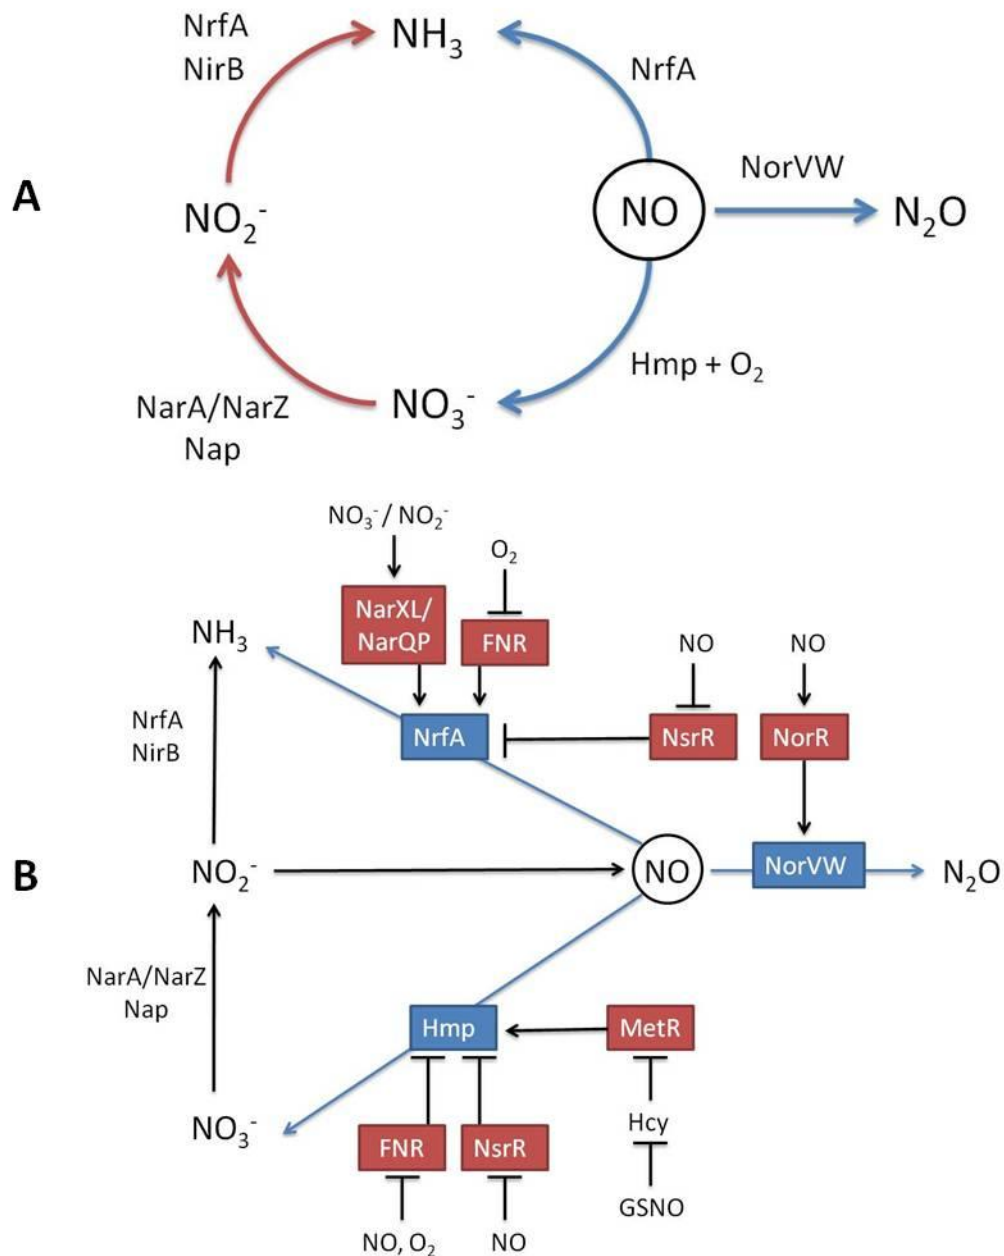 NrfA
NirB
NH₃
NrfA
A
NO₂⁻
NO
NorVW
N₂O
Hmp + O₂
NarA/NarZ
Nap
NO₃⁻
NO₃⁻ / NO₂⁻
O₂
NarXL/
NarQP
FNR
NH₃
NO
NO
NrfA
NirB
NrfA
NsrR
NorR
B
NO₂⁻
NO
NorVW
N₂O
NarA/NarZ
Nap
Hmp
MetR
NO₃⁻
FNR
NsrR
Hcy
GSNO
NO, O₂
NO